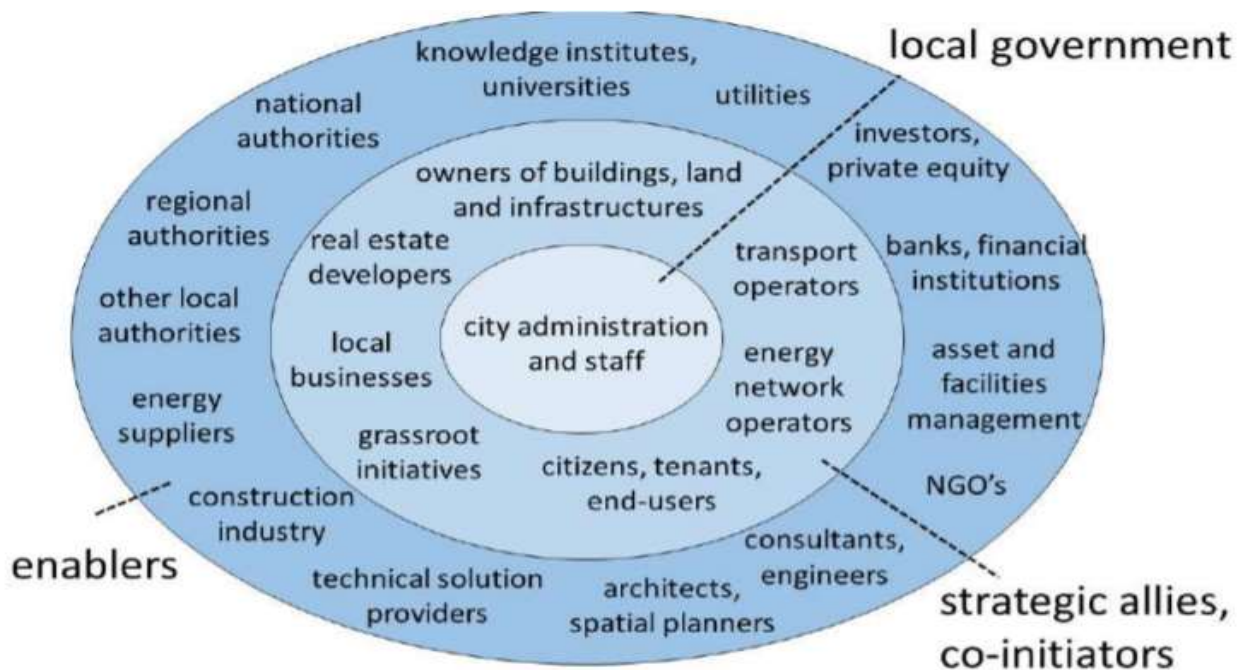 local government
knowledge institutes,
universities
utilities
national
authorities
investors,
private equity
owners of buildings, land
and infrastructures
regional
authorities
real estate
developers
transport
operators
banks, financial
institutions
other local
authorities
city administration
and staff
local
businesses
energy
network
operators
asset and
facilities
management
energy
suppliers
grassroot
initiatives
citizens, tenants,
end-users
NGO's
construction
industry
enablers
consultants,
engineers
technical solution
providers
architects,
spatial planners
strategic allies,
co-initiators